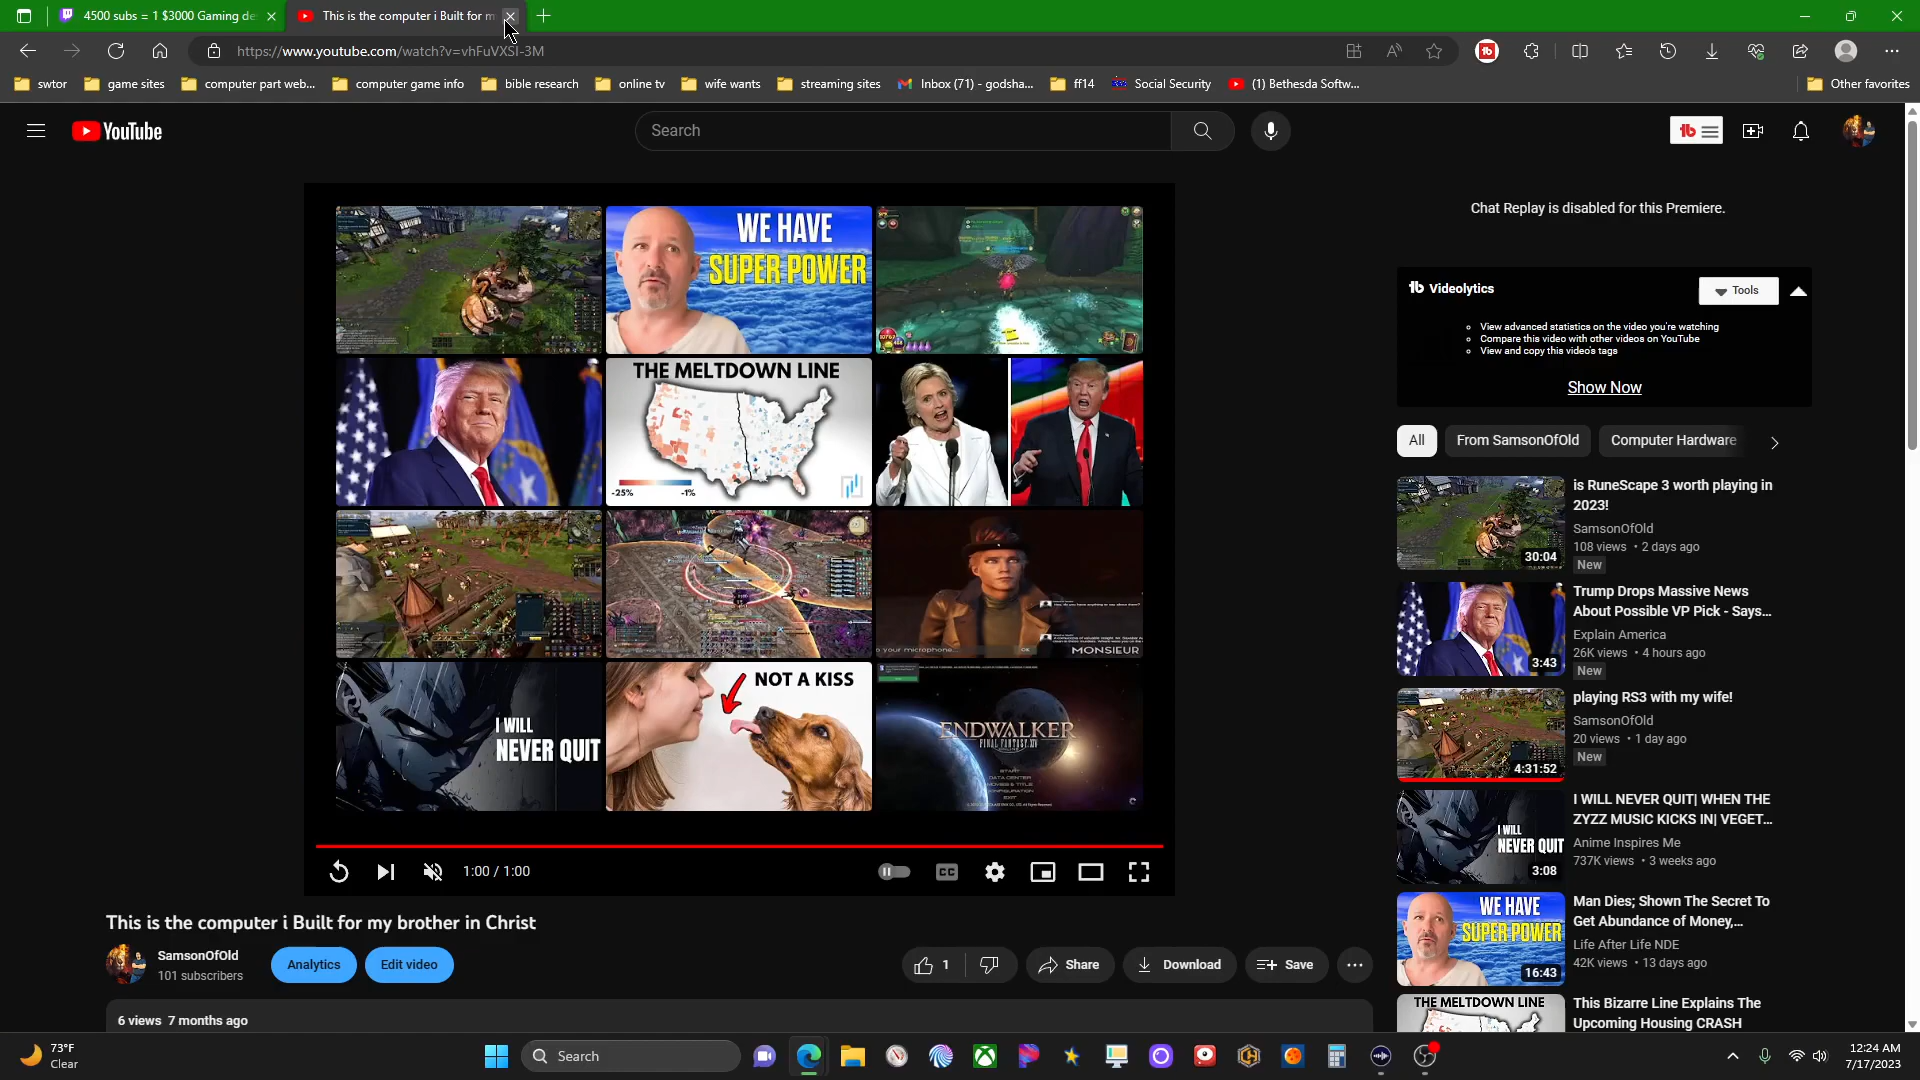 4500 subs = 1 $3000 Gaming de
This is the computer i Built for m
https://www.youtube.com/watch?v=vhFuVXSI-3M
swtor
game sites
computer part web...
computer game info
bible research
online tv
wife wants
streaming sites
Inbox (71) - godsha...
ff14
Social Security
(1) Bethesda Softw...
Other favorites
YouTube
Search
WE HAVE
SUPER POWER
THE MELTDOWN LINE
-25%
-1%
MONSIEUR
I WILL
NEVER QUIT
NOT A KISS
ENDWALKER
FINAL FANTASY XIV
START
DATA CENTER
MOVIES & TITLE
CONFIGURATION
EXIT
1:00 / 1:00
CC
This is the computer i Built for my brother in Christ
SamsonOfOld
101 subscribers
Analytics
Edit video
1
Share
Download
Save
6 views 7 months ago
Chat Replay is disabled for this Premiere.
tb Videolytics
Tools
View advanced statistics on the video you're watching
Compare this video with other videos on YouTube
View and copy this video's tags
Show Now
All
From SamsonOfOld
Computer Hardware
30:04
is RuneScape 3 worth playing in
2023!
SamsonOfOld
108 views • 2 days ago
New
3:43
Trump Drops Massive News
About Possible VP Pick - Says...
Explain America
26K views • 4 hours ago
New
4:31:52
playing RS3 with my wife!
SamsonOfOld
20 views • 1 day ago
New
I WILL
NEVER QUIT
3:08
I WILL NEVER QUIT| WHEN THE
ZYZZ MUSIC KICKS IN| VEGET...
Anime Inspires Me
737K views • 3 weeks ago
WE HAVE
SUPER POWER
16:43
Man Dies; Shown The Secret To
Get Abundance of Money,...
Life After Life NDE
42K views • 13 days ago
THE MELTDOWN LINE
This Bizarre Line Explains The
Upcoming Housing CRASH
73°F
Clear
Search
12:24 AM
7/17/2023